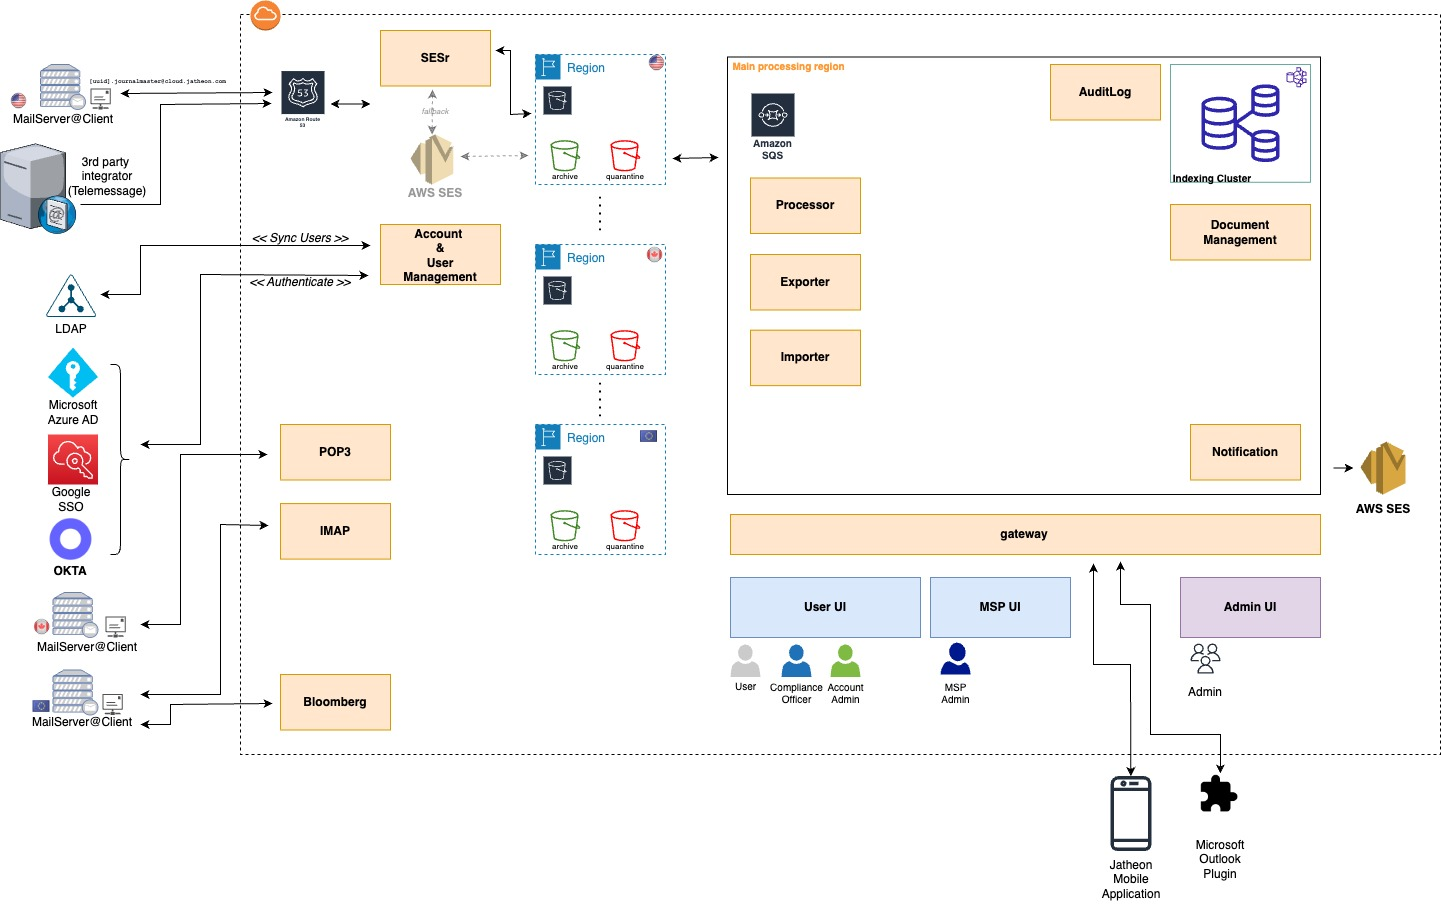 SESr
[uuid].journalmaster@cloud.jatheon.com
MailServer@Client
Amazon Route
53
53
fallback
AWS SES
3rd party
integrator
(Telemessage)
Region
archive
quarantine
Main processing region
Amazon
SQS
AuditLog
Indexing Cluster
Document
Management
Processor
Exporter
Importer
Notification
<< Sync Users >>
<< Authenticate >>
Account
&
User
Management
LDAP
Region
archive
quarantine
Microsoft
Azure AD
Google
SSO
OKTA
POP3
IMAP
Region
archive
quarantine
AWS SES
gateway
User UI
MSP UI
Admin UI
User
Compliance
Officer
Account
Admin
MSP
Admin
Admin
MailServer@Client
MailServer@Client
Bloomberg
Jatheon
Mobile
Application
Microsoft
Outlook
Plugin